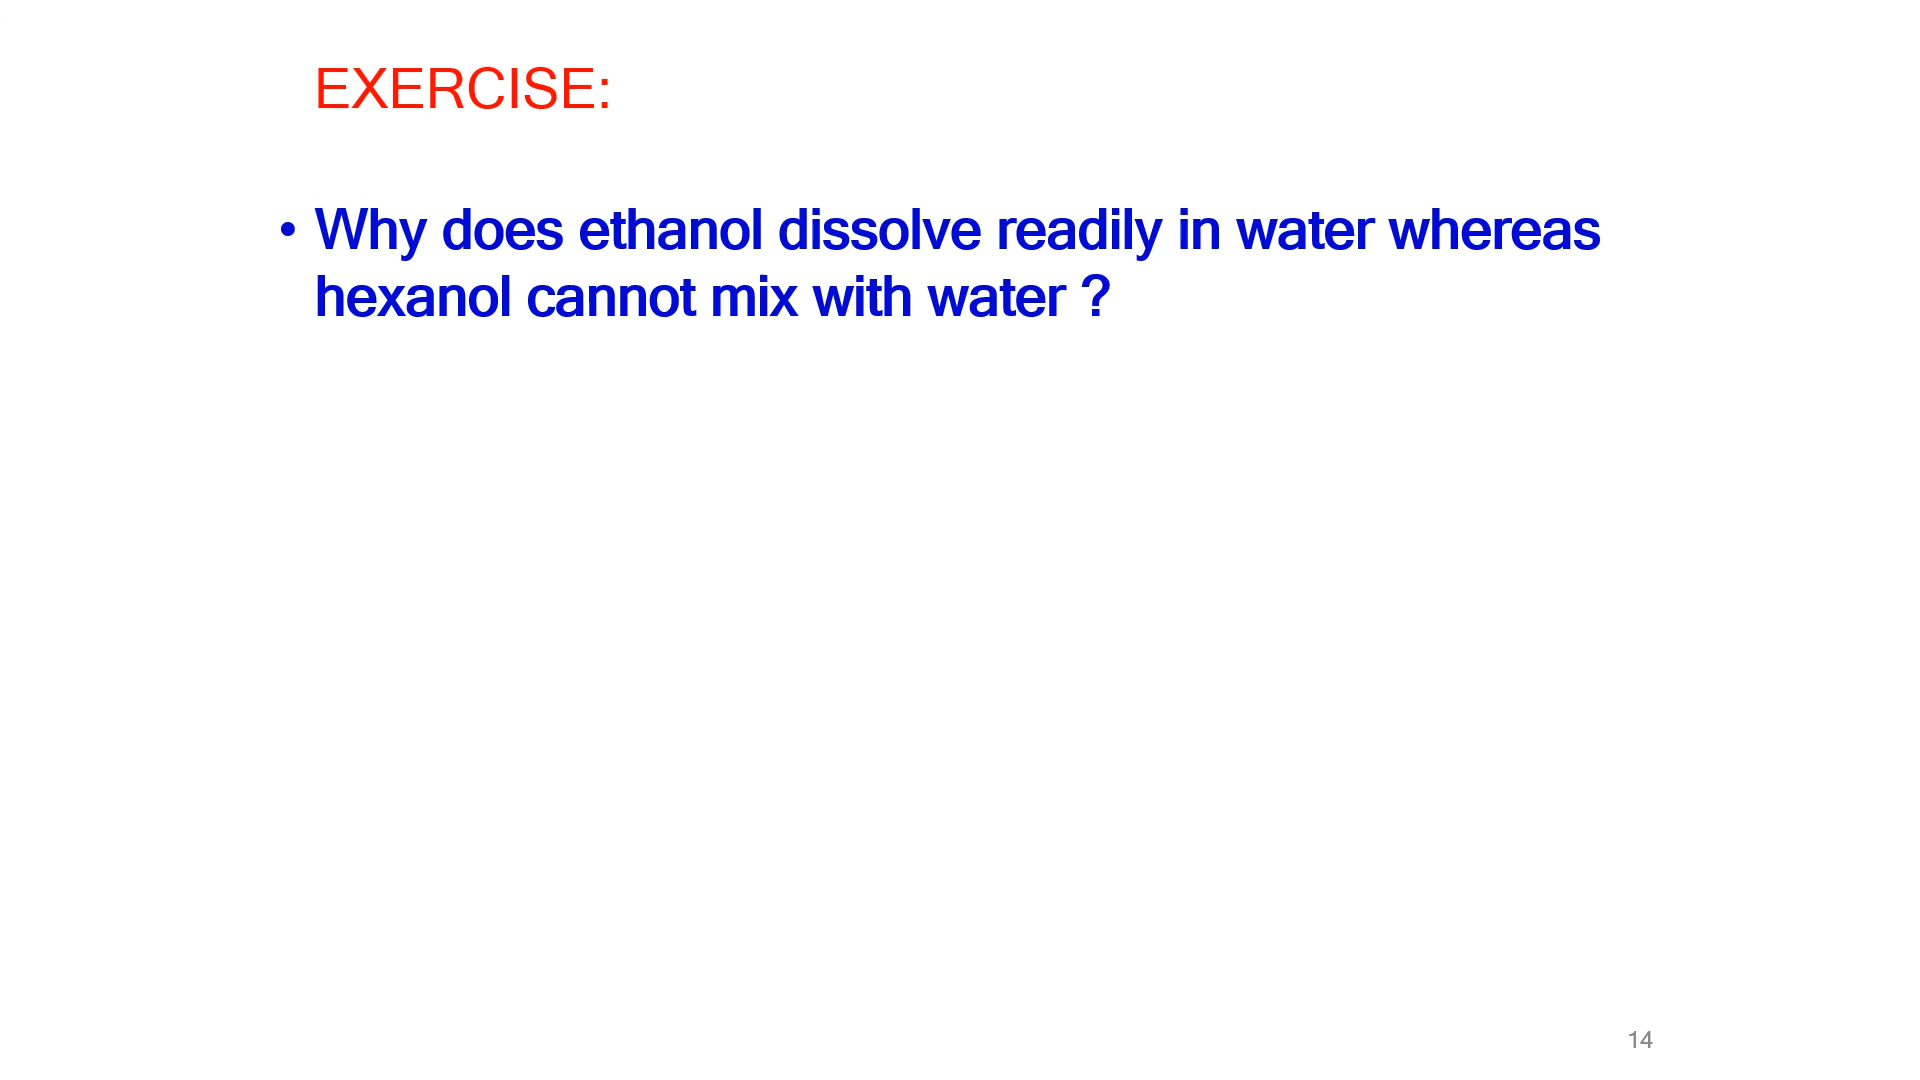 EXERCISE:
• Why does ethanol dissolve readily in water whereas
hexanol cannot mix with water ?
14